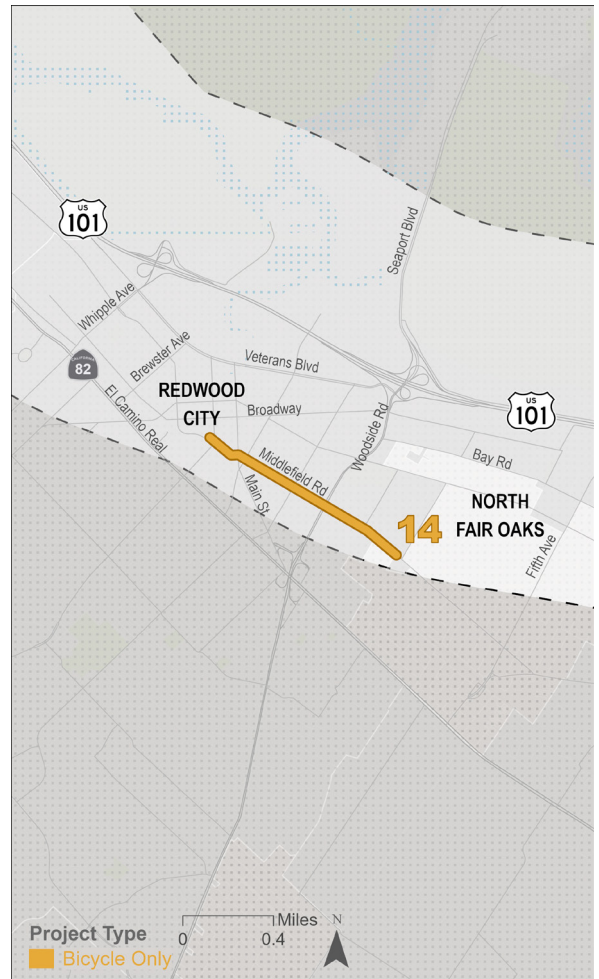 Seaport Blvd
US
101
Whipple Ave
Brewster Ave
CALIFORNIA
82
Veterans Blvd
El Camino Real
REDWOOD
CITY
Broadway
Woodside Rd
US
101
Middlefield Rd
Bay Rd
Main St
14
NORTH
FAIR OAKS
Fifth Ave
Project Type
Bicycle Only
Miles
0
0.4
N